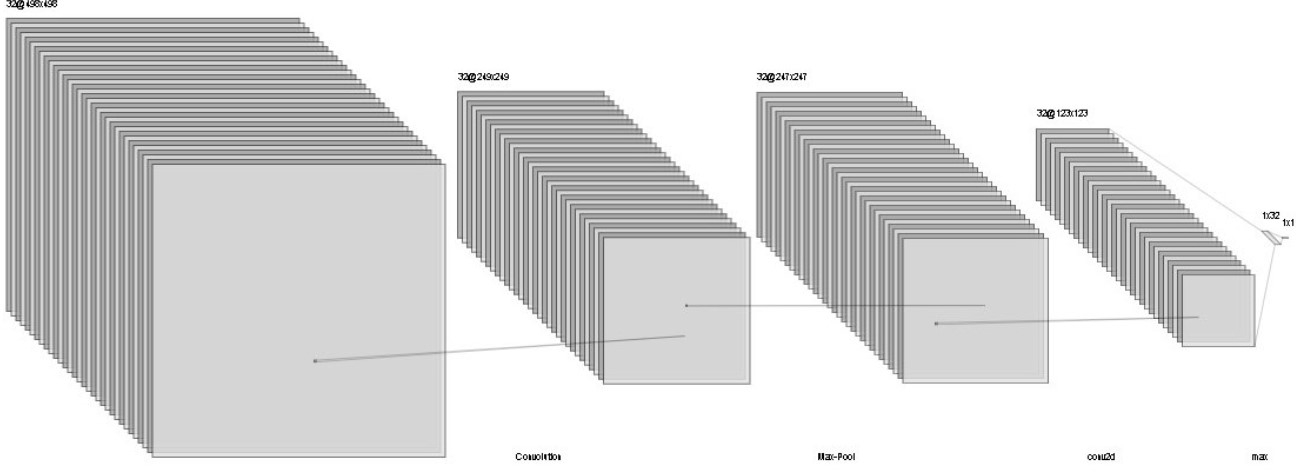 32@498x498
32@249x249
32@247x247
32@123x123
1x32
1x1
Convolution
Max-Pool
conv2d
max